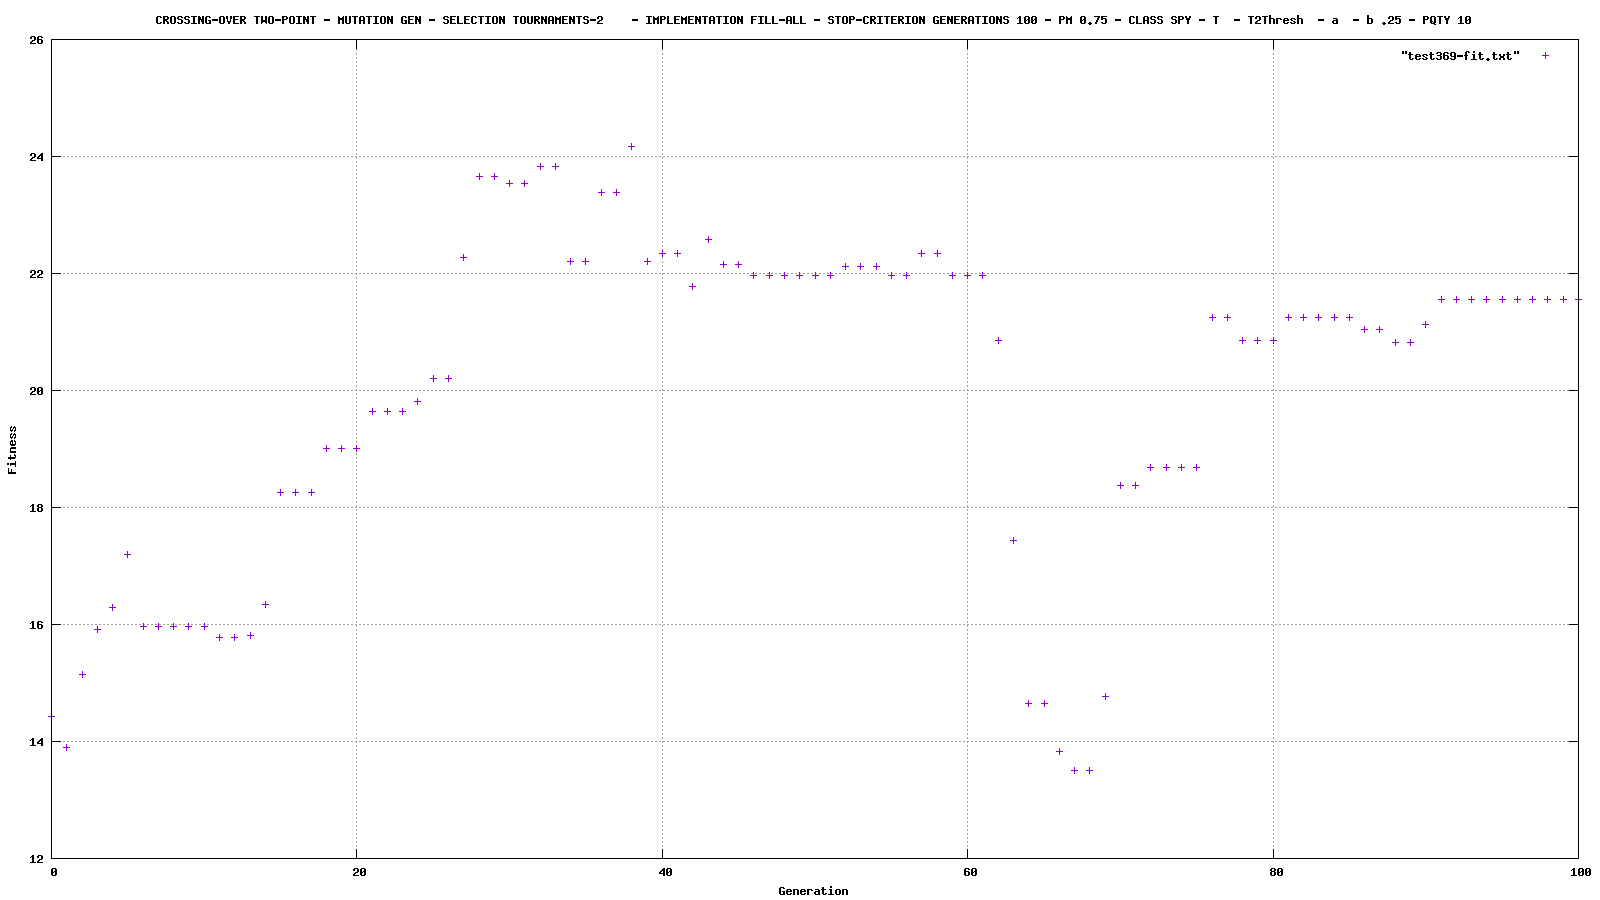 CROSSING-OVER TWO-POINT - MUTATION GEN - SELECTION TOURNAMENTS-2    - IMPLEMENTATION FILL-ALL - STOP-CRITERION GENERATIONS 100 - PM 0.75 - CLASS SPY - T  - T2Thresh  - a  - b .25 - PQTY 10
"test369-fit.txt"
26
24
22
20
18
16
14
12
Fitness
0 20 40 60 80 100
Generation